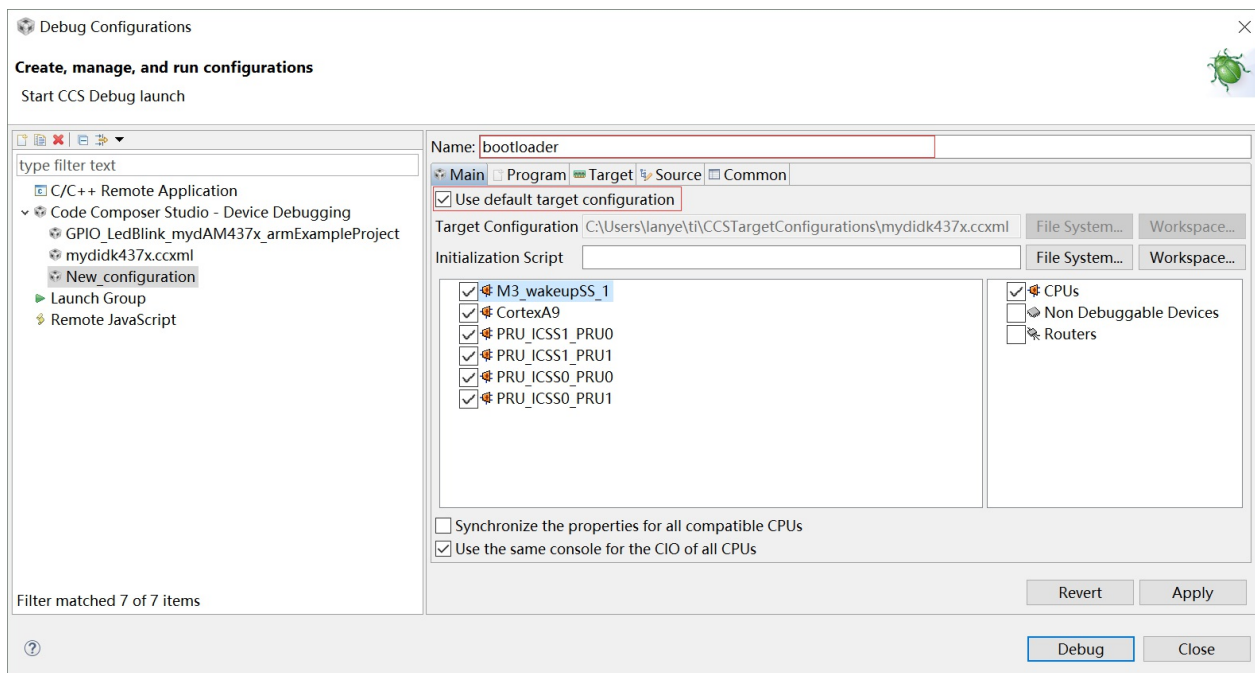 Debug Configurations
Create, manage, and run configurations
Start CCS Debug launch
type filter text
C/C++ Remote Application
Code Composer Studio - Device Debugging
GPIO_LedBlink_mydAM437x_armExampleProject
mydidk437x.ccxml
New_configuration
Launch Group
Remote JavaScript
Filter matched 7 of 7 items
Name: bootloader
Main Program Target Source Common
Use default target configuration
Target Configuration C:\Users\lanye\ti\CCSTargetConfigurations\mydidk437x.ccxml File System... Workspace...
Initialization Script File System... Workspace...
M3_wakeupSS_1
CortexA9
PRU_ICSS1_PRU0
PRU_ICSS1_PRU1
PRU_ICSS0_PRU0
PRU_ICSS0_PRU1
CPUs
Non Debuggable Devices
Routers
Synchronize the properties for all compatible CPUs
Use the same console for the CIO of all CPUs
Revert Apply
Debug Close